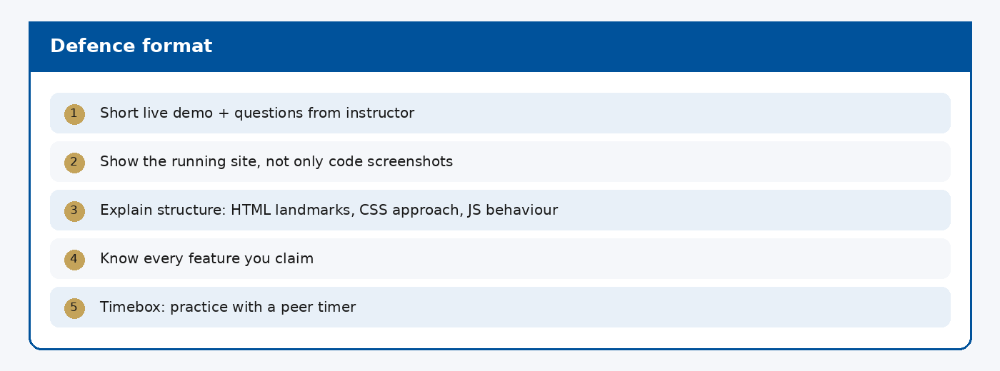 Defence format
1 Short live demo + questions from instructor
2 Show the running site, not only code screenshots
3 Explain structure: HTML landmarks, CSS approach, JS behaviour
4 Know every feature you claim
5 Timebox: practice with a peer timer